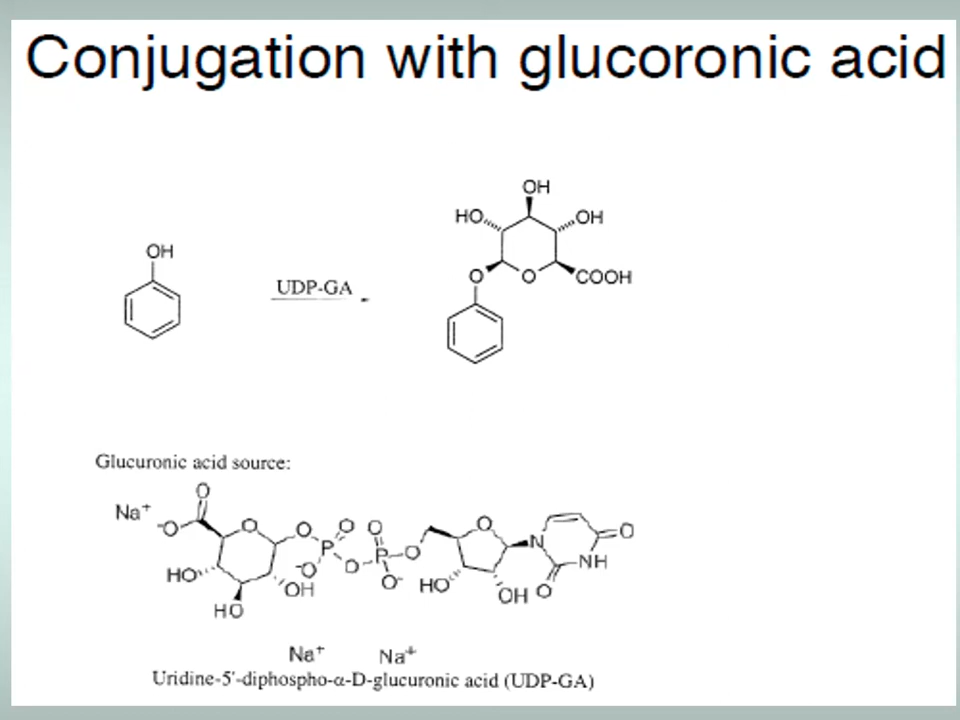 Conjugation with glucoronic acid
OH
OH
HO
OH
UDP-GA
O
O
COOH
Glucuronic acid source:
Na+
O
-O
O
O
O
O
P
P
O
O
N
O
HO
-O
O
O-
NH
OH
HO
OH
O
HO
Na+ Na+
Uridine-5'-diphospho-α-D-glucuronic acid (UDP-GA)